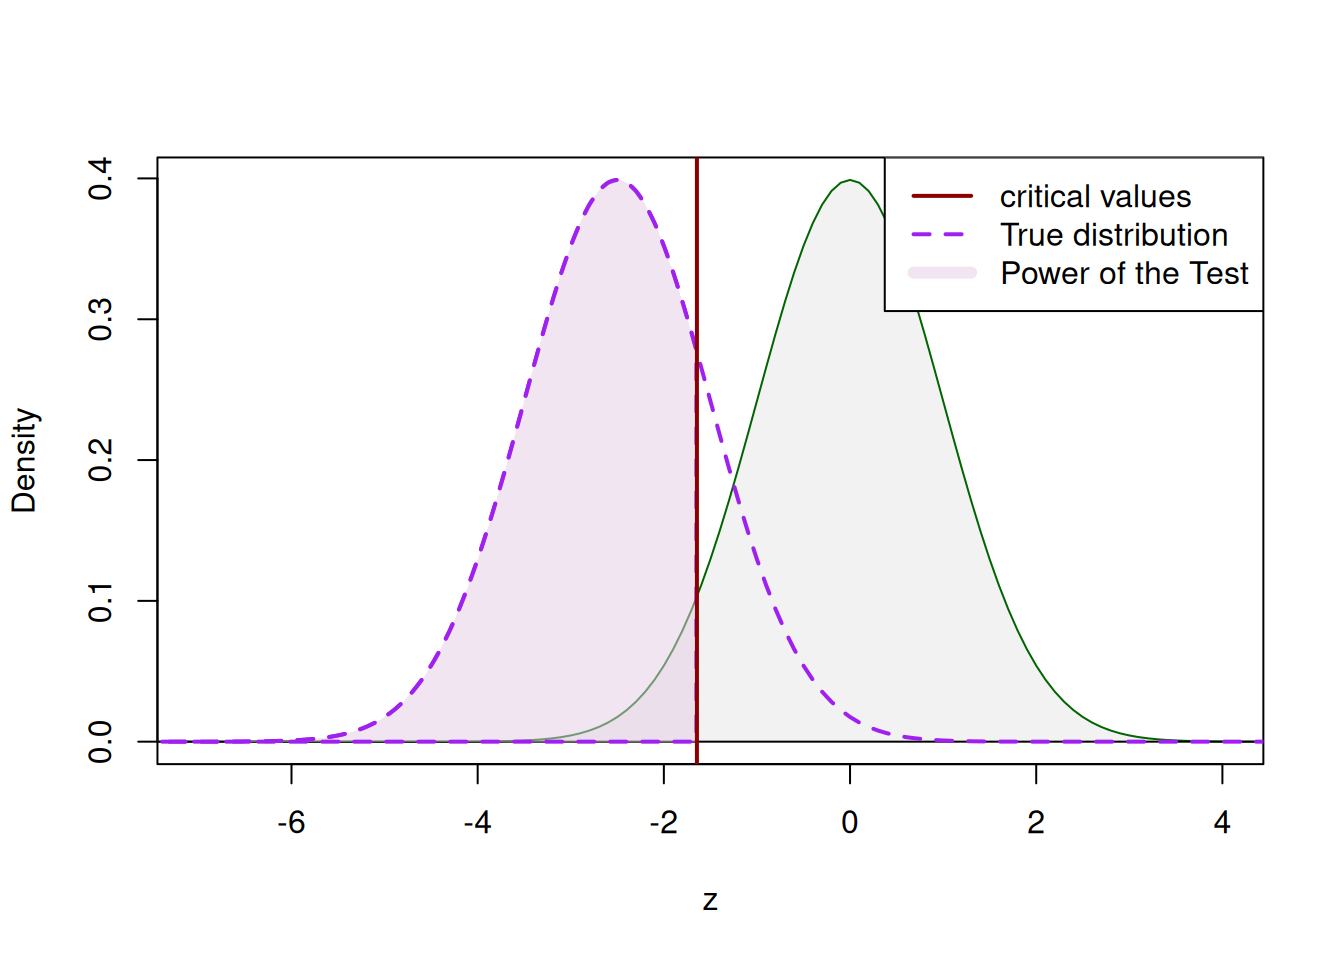 critical values
True distribution
Power of the Test
0.4
0.3
0.2
0.1
0.0
Density
-6 -4 -2 0 2 4
z